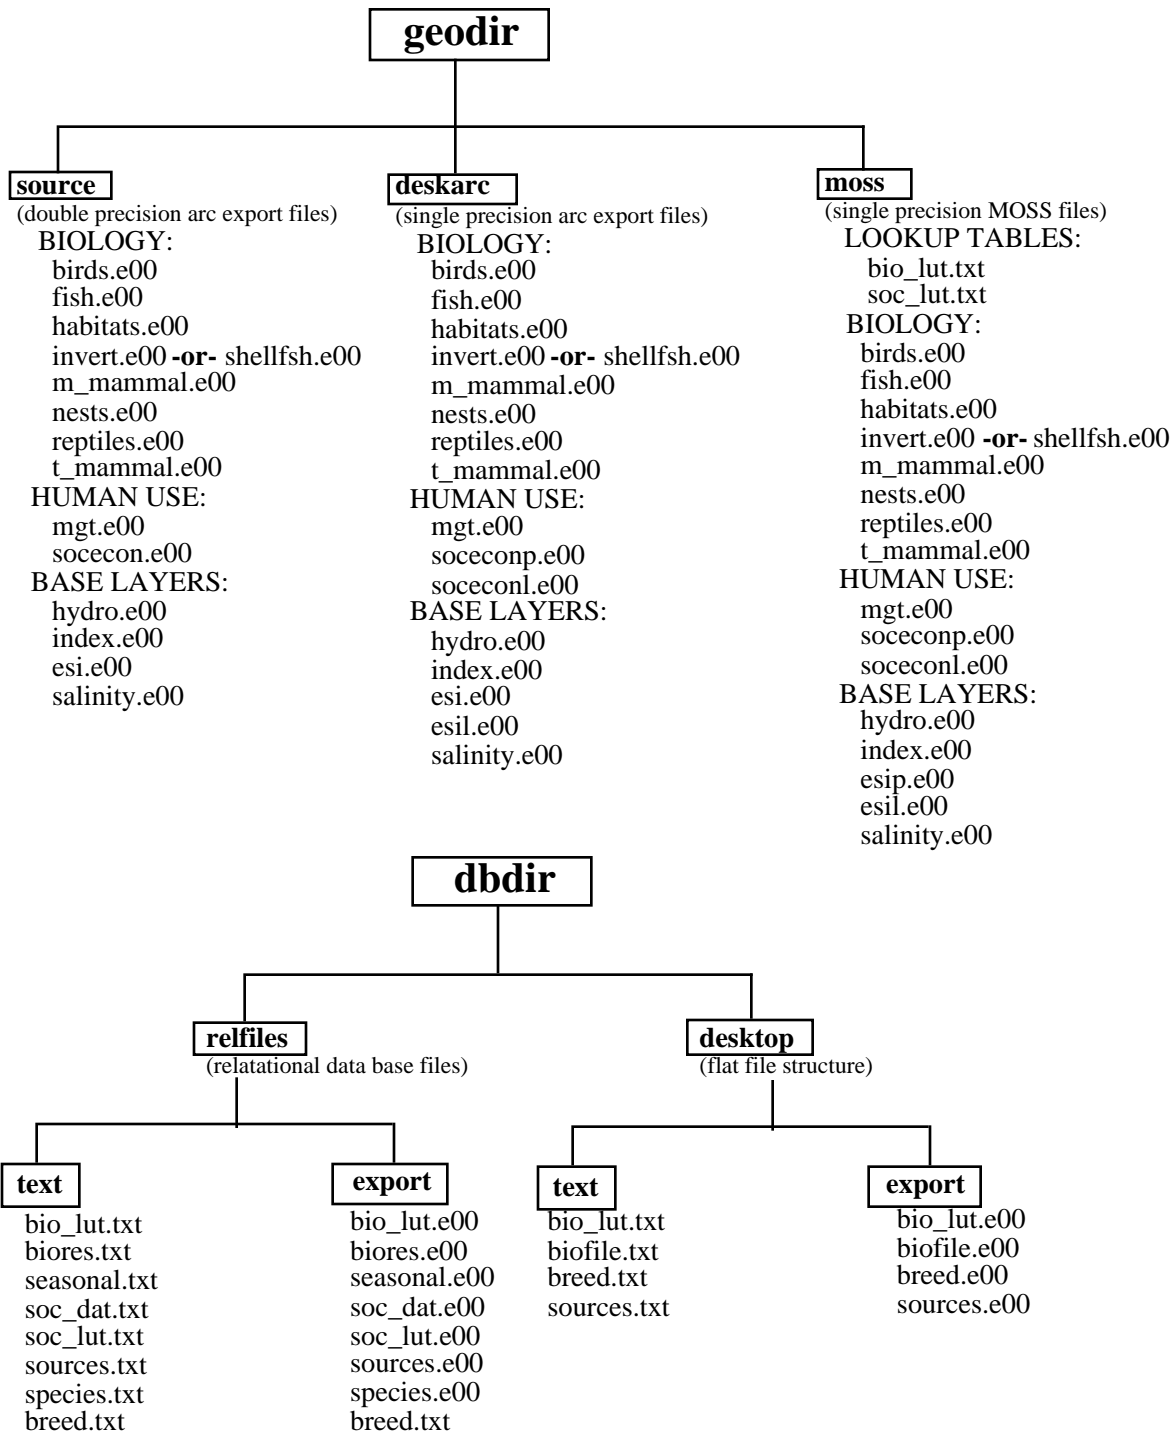 geodir
source
(double precision arc export files)
BIOLOGY:
birds.e00
fish.e00
habitats.e00
invert.e00 -or- shellfsh.e00
m_mammal.e00
nests.e00
reptiles.e00
t_mammal.e00
HUMAN USE:
mgt.e00
socecon.e00
BASE LAYERS:
hydro.e00
index.e00
esi.e00
salinity.e00
deskarc
(single precision arc export files)
BIOLOGY:
birds.e00
fish.e00
habitats.e00
invert.e00 -or- shellfsh.e00
m_mammal.e00
nests.e00
reptiles.e00
t_mammal.e00
HUMAN USE:
mgt.e00
soceconp.e00
soceconl.e00
BASE LAYERS:
hydro.e00
index.e00
esi.e00
esil.e00
salinity.e00
moss
(single precision MOSS files)
LOOKUP TABLES:
bio_lut.txt
soc_lut.txt
BIOLOGY:
birds.e00
fish.e00
habitats.e00
invert.e00 -or- shellfsh.e00
m_mammal.e00
nests.e00
reptiles.e00
t_mammal.e00
HUMAN USE:
mgt.e00
soceconp.e00
soceconl.e00
BASE LAYERS:
hydro.e00
index.e00
esip.e00
esil.e00
salinity.e00
dbdir
relfiles
(relatational data base files)
text
bio_lut.txt
biores.txt
seasonal.txt
soc_dat.txt
soc_lut.txt
sources.txt
species.txt
breed.txt
export
bio_lut.e00
biores.e00
seasonal.e00
soc_dat.e00
soc_lut.e00
sources.e00
species.e00
breed.txt
desktop
(flat file structure)
text
bio_lut.txt
biofile.txt
breed.txt
sources.txt
export
bio_lut.e00
biofile.e00
breed.e00
sources.e00